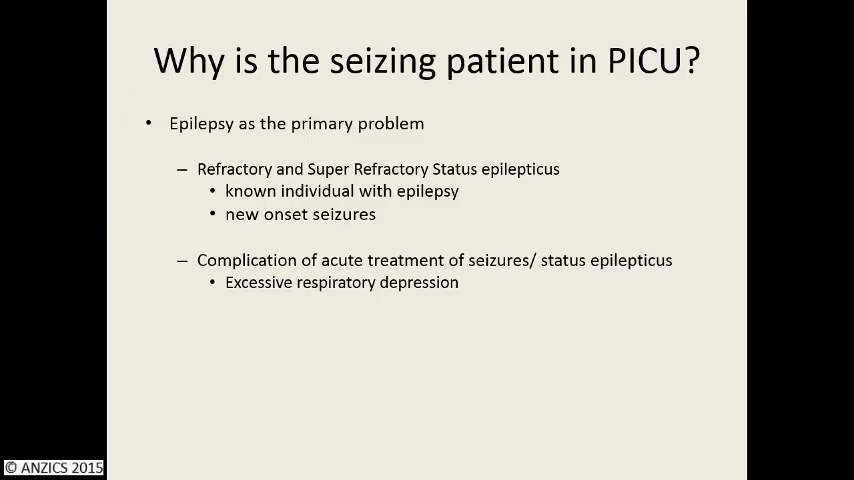 Why is the seizing patient in PICU?
• Epilepsy as the primary problem
– Refractory and Super Refractory Status epilepticus
• known individual with epilepsy
• new onset seizures
– Complication of acute treatment of seizures/ status epilepticus
• Excessive respiratory depression
© ANZICS 2015